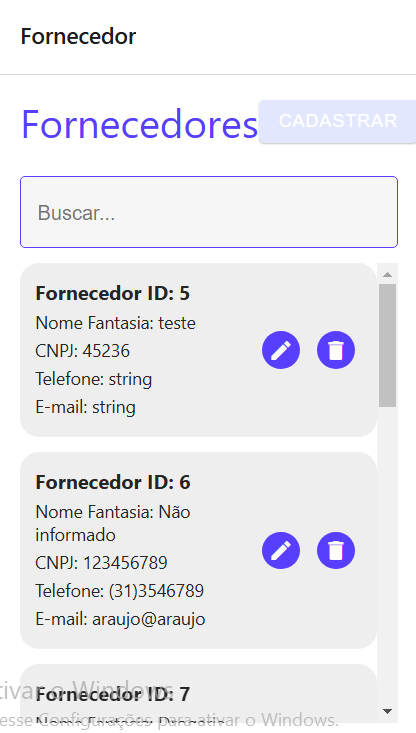 Fornecedor
Fornecedores
CADASTRAR
Buscar...
Fornecedor ID: 5
Nome Fantasia: teste
CNPJ: 45236
Telefone: string
E-mail: string
Fornecedor ID: 6
Nome Fantasia: Não
informado
CNPJ: 123456789
Telefone: (31)3546789
E-mail: araujo@araujo
Fornecedor ID: 7
tivar o Windows
Nome Fantasia:
esse Configurações para ativar o Windows.